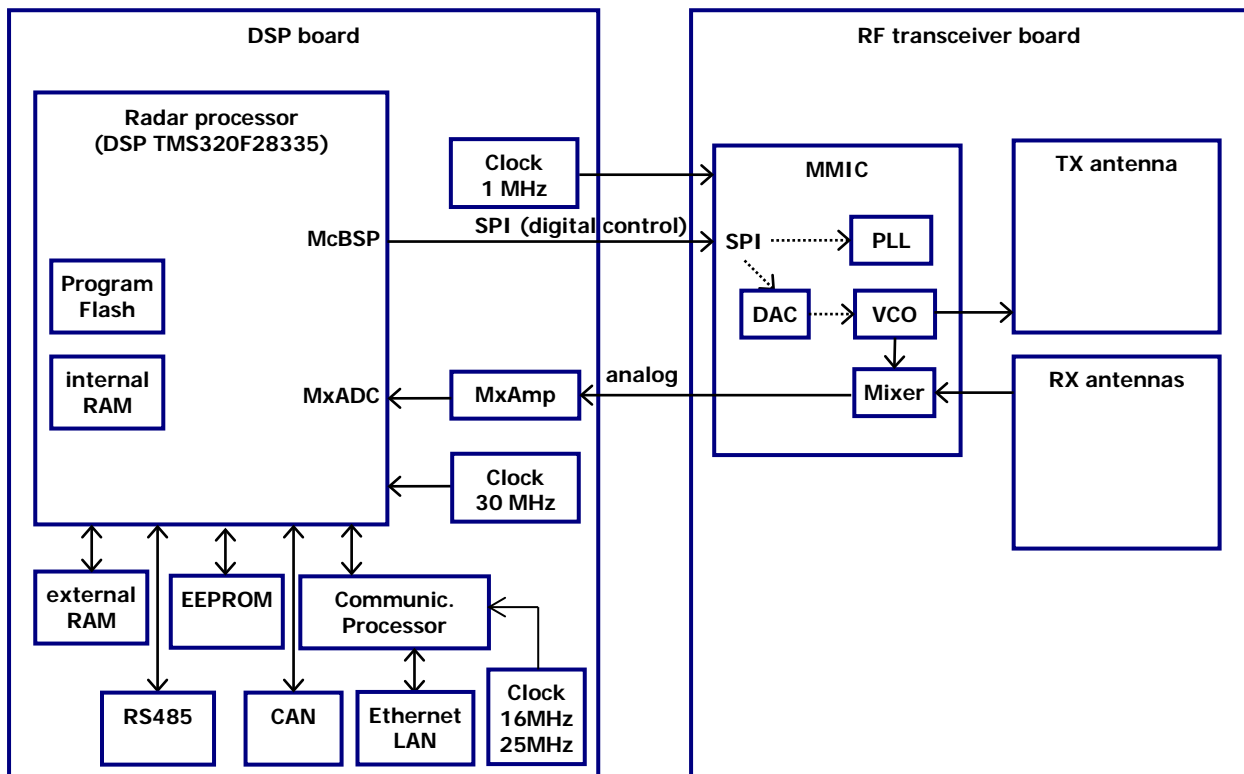 DSP board
RF transceiver board
Radar processor
(DSP TMS320F28335)
Clock
1 MHz
MMIC
TX antenna
McBSP
SPI (digital control)
SPI
PLL
Program
Flash
DAC
VCO
internal
RAM
MxADC
MxAmp
analog
Mixer
RX antennas
Clock
30 MHz
external
RAM
EEPROM
Communic.
Processor
RS485
CAN
Ethernet
LAN
Clock
16MHz
25MHz